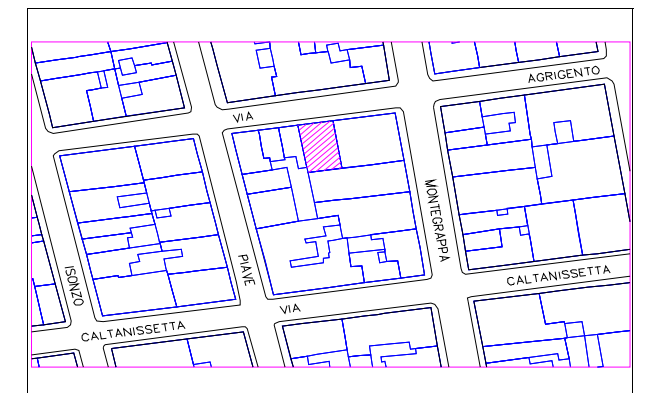 AGRIGENTO
VIA
MONTEGRAPPA
ISONZO
PIAVE
CALTANISSETTA
VIA
CALTANISSETTA